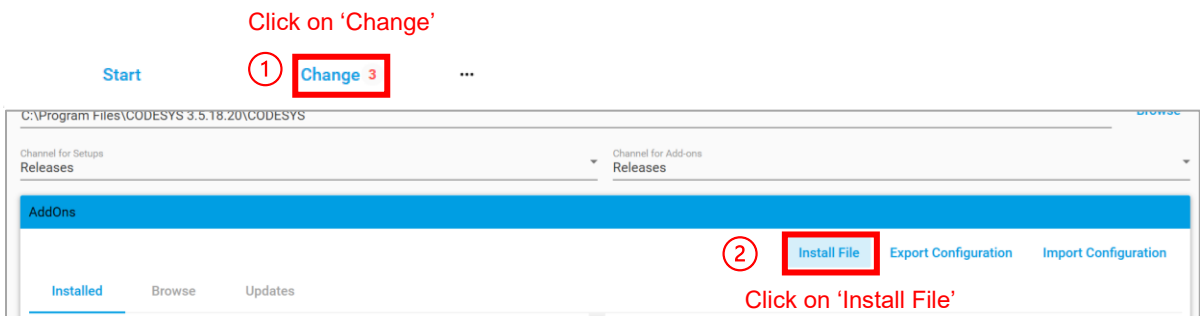 Click on ‘Change’
Start ① Change 3 ...
C:\Program Files\CODESYS 3.5.18.20\CODESYS Browse
Channel for Setups Channel for Add-ons
Releases Releases
AddOns
② Install File Export Configuration Import Configuration
Installed Browse Updates
Click on ‘Install File’